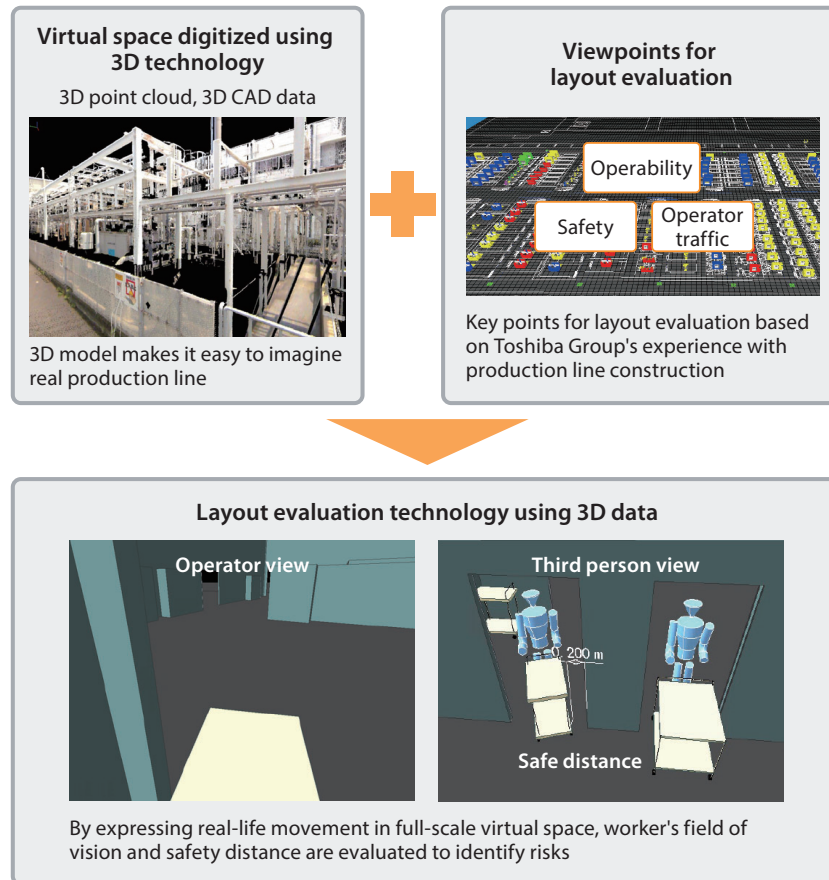 Virtual space digitized using
3D technology
3D point cloud, 3D CAD data
3D model makes it easy to imagine
real production line
Viewpoints for
layout evaluation
Operability
Safety
Operator
traffic
Key points for layout evaluation based
on Toshiba Group's experience with
production line construction
Layout evaluation technology using 3D data
Operator view
Third person view
0. 200 m
Safe distance
By expressing real-life movement in full-scale virtual space, worker's field of
vision and safety distance are evaluated to identify risks